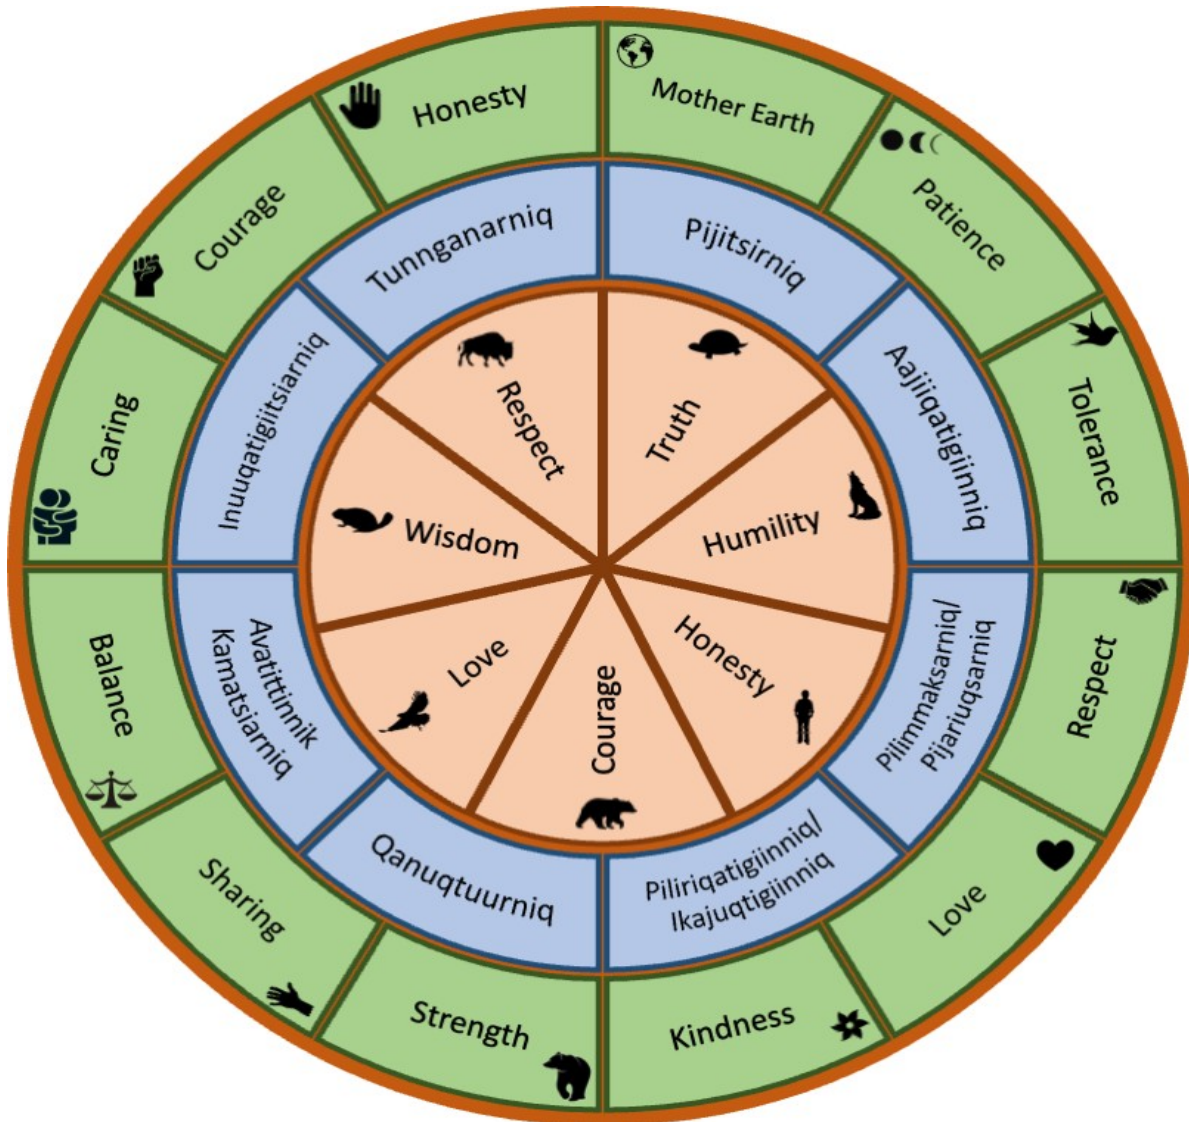 Mother Earth
Patience
Tolerance
Respect
Love
Kindness
Strength
Sharing
Balance
Caring
Courage
Honesty
Pijitsirniq
Aajiiqatigiinniq
Pilimmaksarniq/
Pijariuqsarniq
Piliriqatigiinniq/
Ikajuqtigiinniq
Qanuqtuurniq
Avatittinnik
Kamatsiarniq
Inuuqatigiitsiarniq
Tunnganarniq
Truth
Humility
Honesty
Courage
Love
Wisdom
Respect